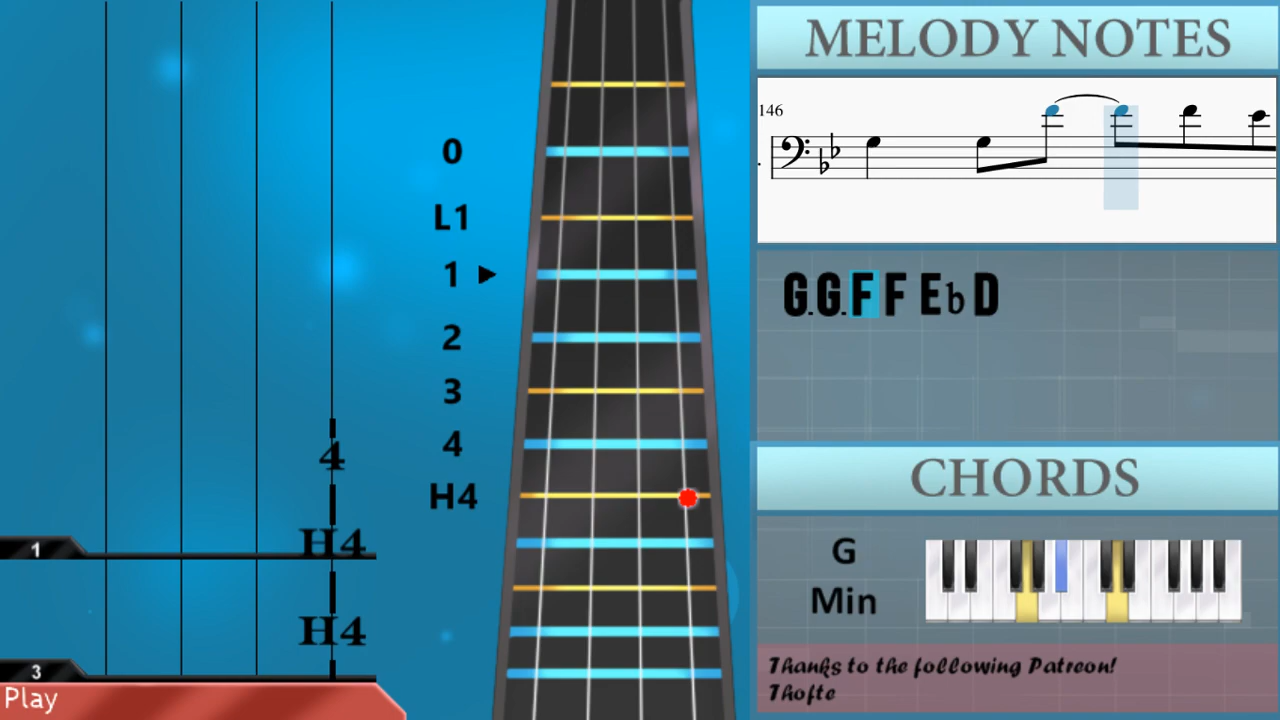 MELODY NOTES
146
G.G.F F Eb D
0
L1
1
2
3
4
H4
4
H4
1
H4
3
Play
CHORDS
G
Min
Thanks to the following Patreon!
Thofte